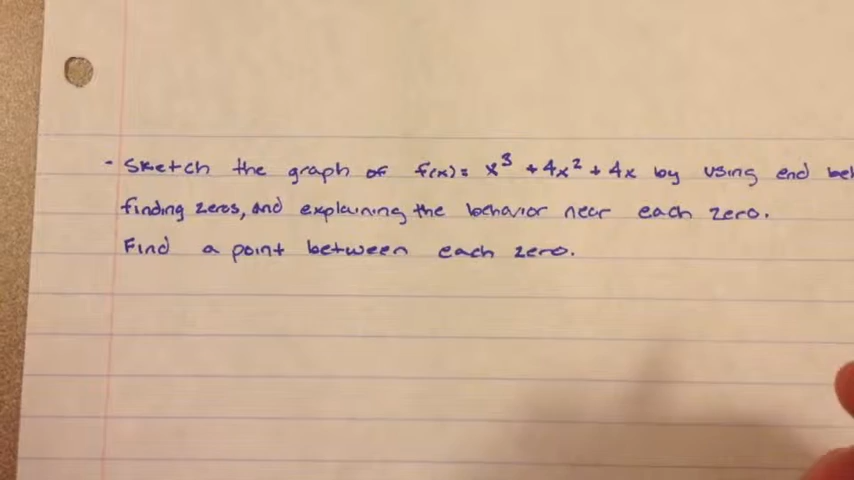 - Sketch the graph of f(x) = x³ + 4x² + 4x by using end
finding zeros, and explaining the behavior near each zero.
Find a point between each zero.